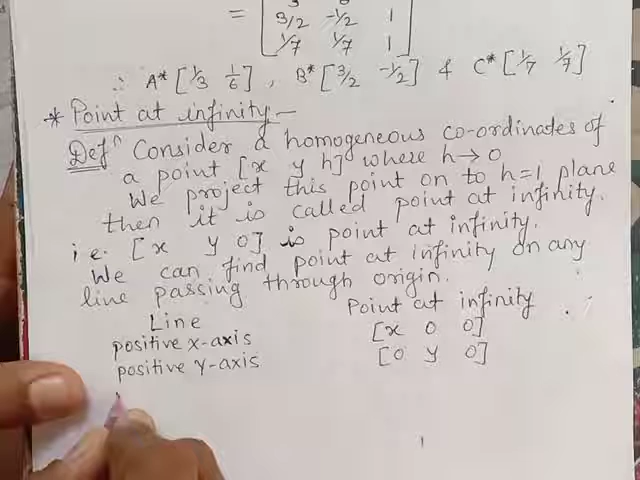 = [ 3/2 -1/2 1
1/7 1/7 1 ]
∴ A* [1/3 1/6] , B* [3/2 -1/2] & C* [1/7 1/7]
* Point at infinity -
Defⁿ Consider a homogeneous co-ordinates of
a point [x y h] where h→0
We project this point on to h=1 plane
then it is called point at infinity.
i.e. [x y 0] is point at infinity.
We can find point at infinity on any
line passing through origin.
Line Point at infinity
positive x-axis [x 0 0]
positive Y-axis [0 y 0]